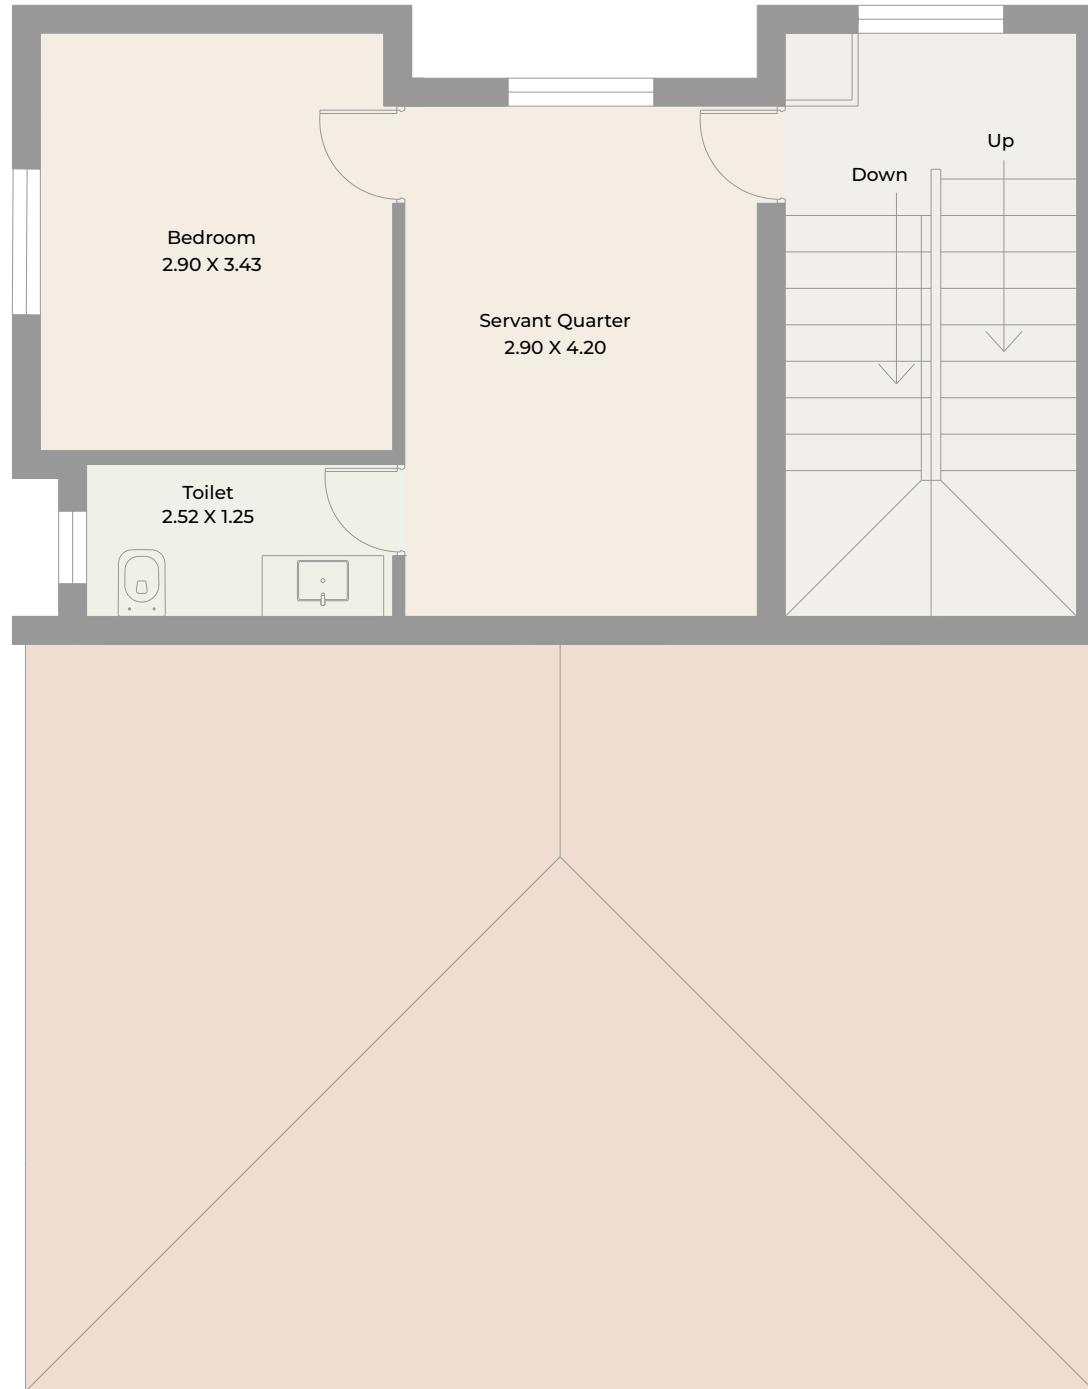 Up
Down
Bedroom
2.90 X 3.43
Servant Quarter
2.90 X 4.20
Toilet
2.52 X 1.25